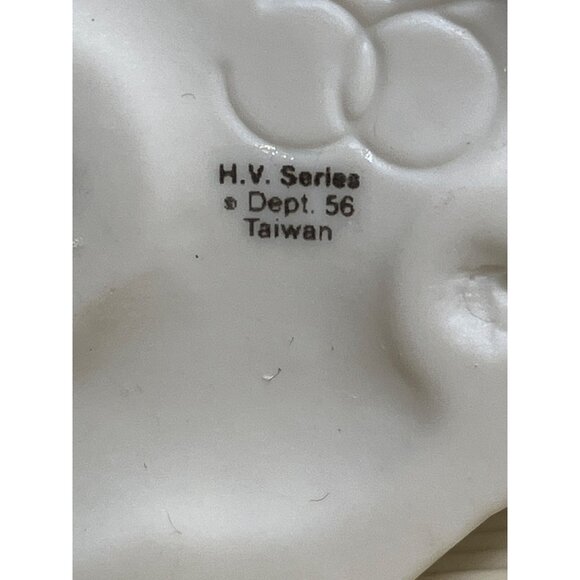 H.V. Series
® Dept. 56
Taiwan